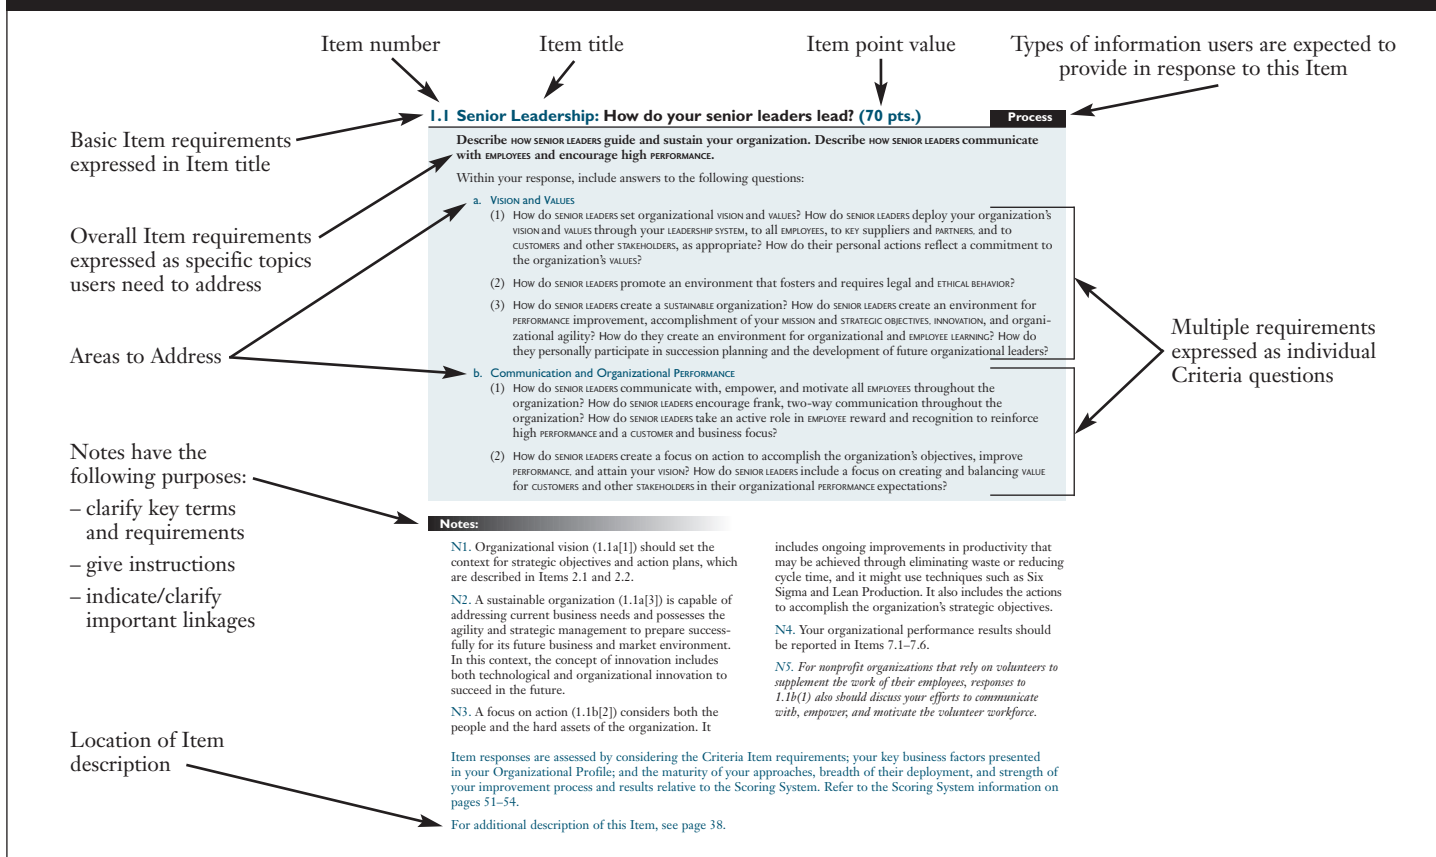 Item number
Item title
Item point value
Types of information users are expected to
provide in response to this Item
Basic Item requirements
expressed in Item title
Overall Item requirements
expressed as specific topics
users need to address
Areas to Address
Notes have the
following purposes:
– clarify key terms
and requirements
– give instructions
– indicate/clarify
important linkages
Location of Item
description
1.1 Senior Leadership: How do your senior leaders lead? (70 pts.)
Process
Describe HOW SENIOR LEADERS guide and sustain your organization. Describe HOW SENIOR LEADERS communicate
with EMPLOYEES and encourage high PERFORMANCE.
Within your response, include answers to the following questions:
a. VISION and VALUES
(1) HOW do SENIOR LEADERS set organizational VISION and VALUES? HOW do SENIOR LEADERS deploy your organization's
VISION and VALUES through your LEADERSHIP SYSTEM, to all EMPLOYEES, to KEY suppliers and PARTNERS, and to
CUSTOMERS and other STAKEHOLDERS, as appropriate? HOW do their personal actions reflect a commitment to
the organization's VALUES?
(2) HOW do SENIOR LEADERS promote an environment that fosters and requires legal and ETHICAL BEHAVIOR?
(3) HOW do SENIOR LEADERS create a SUSTAINABLE organization? HOW do SENIOR LEADERS create an environment for
PERFORMANCE improvement, accomplishment of your MISSION and STRATEGIC OBJECTIVES, INNOVATION, and organi-
zational agility? HOW do they create an environment for organizational and EMPLOYEE LEARNING? HOW do
they personally participate in succession planning and the development of future organizational leaders?
b. Communication and Organizational PERFORMANCE
(1) HOW do SENIOR LEADERS communicate with, empower, and motivate all EMPLOYEES throughout the
organization? HOW do SENIOR LEADERS encourage frank, two-way communication throughout the
organization? HOW do SENIOR LEADERS take an active role in EMPLOYEE reward and recognition to reinforce
high PERFORMANCE and a CUSTOMER and business focus?
(2) HOW do SENIOR LEADERS create a focus on action to accomplish the organization's objectives, improve
PERFORMANCE, and attain your VISION? HOW do SENIOR LEADERS include a focus on creating and balancing VALUE
for CUSTOMERS and other STAKEHOLDERS in their organizational PERFORMANCE expectations?
Multiple requirements
expressed as individual
Criteria questions
Notes:
N1. Organizational vision (1.1a[1]) should set the
context for strategic objectives and action plans, which
are described in Items 2.1 and 2.2.
N2. A sustainable organization (1.1a[3]) is capable of
addressing current business needs and possesses the
agility and strategic management to prepare success-
fully for its future business and market environment.
In this context, the concept of innovation includes
both technological and organizational innovation to
succeed in the future.
N3. A focus on action (1.1b[2]) considers both the
people and the hard assets of the organization. It
includes ongoing improvements in productivity that
may be achieved through eliminating waste or reducing
cycle time, and it might use techniques such as Six
Sigma and Lean Production. It also includes the actions
to accomplish the organization's strategic objectives.
N4. Your organizational performance results should
be reported in Items 7.1–7.6.
N5. For nonprofit organizations that rely on volunteers to
supplement the work of their employees, responses to
1.1b(1) also should discuss your efforts to communicate
with, empower, and motivate the volunteer workforce.
Item responses are assessed by considering the Criteria Item requirements; your key business factors presented
in your Organizational Profile; and the maturity of your approaches, breadth of their deployment, and strength of
your improvement process and results relative to the Scoring System. Refer to the Scoring System information on
pages 51–54.
For additional description of this Item, see page 38.